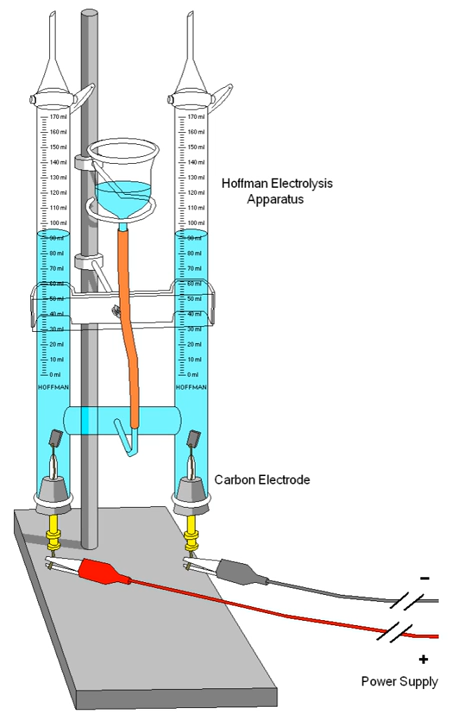 170 ml
160 ml
150 ml
140 ml
130 ml
120 ml
110 ml
100 ml
90 ml
80 ml
70 ml
60 ml
50 ml
40 ml
30 ml
20 ml
10 ml
0 ml
HOFFMAN
170 ml
160 ml
150 ml
140 ml
130 ml
120 ml
110 ml
100 ml
90 ml
80 ml
70 ml
60 ml
50 ml
40 ml
30 ml
20 ml
10 ml
0 ml
HOFFMAN
Hoffman Electrolysis
Apparatus
Carbon Electrode
-
+
Power Supply